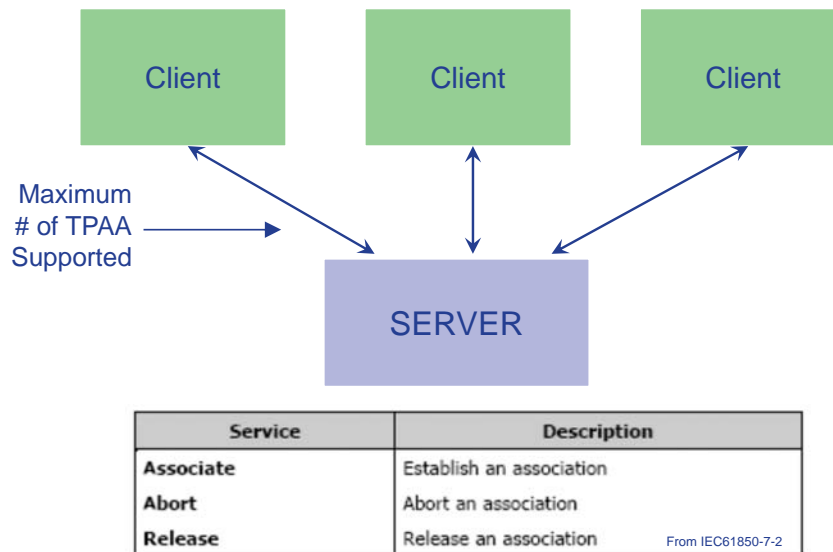 Client
Client
Client
Maximum
# of TPAA
Supported
SERVER
Service Description
Associate Establish an association
Abort Abort an association
Release Release an association
From IEC61850-7-2